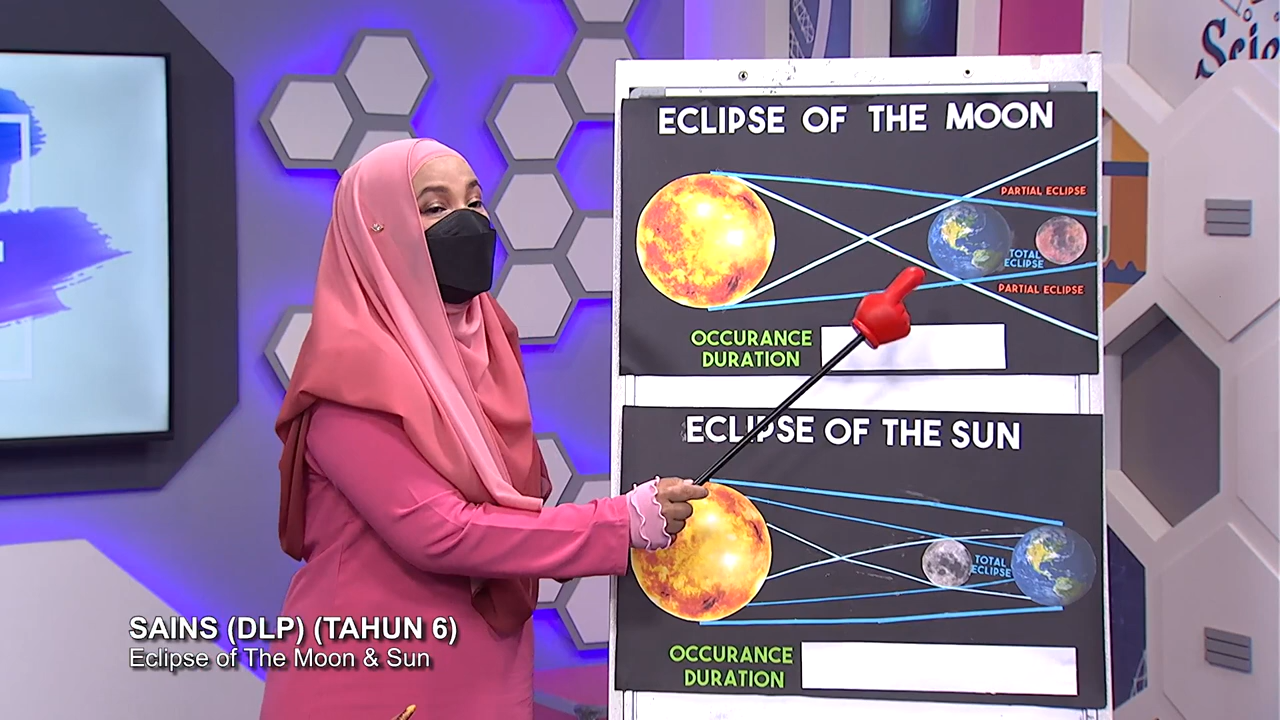 Scie
ECLIPSE OF THE MOON
PARTIAL ECLIPSE
TOTAL
ECLIPSE
PARTIAL ECLIPSE
OCCURANCE
DURATION
ECLIPSE OF THE SUN
TOTAL
ECLIPSE
OCCURANCE
DURATION
SAINS (DLP) (TAHUN 6)
Eclipse of The Moon & Sun